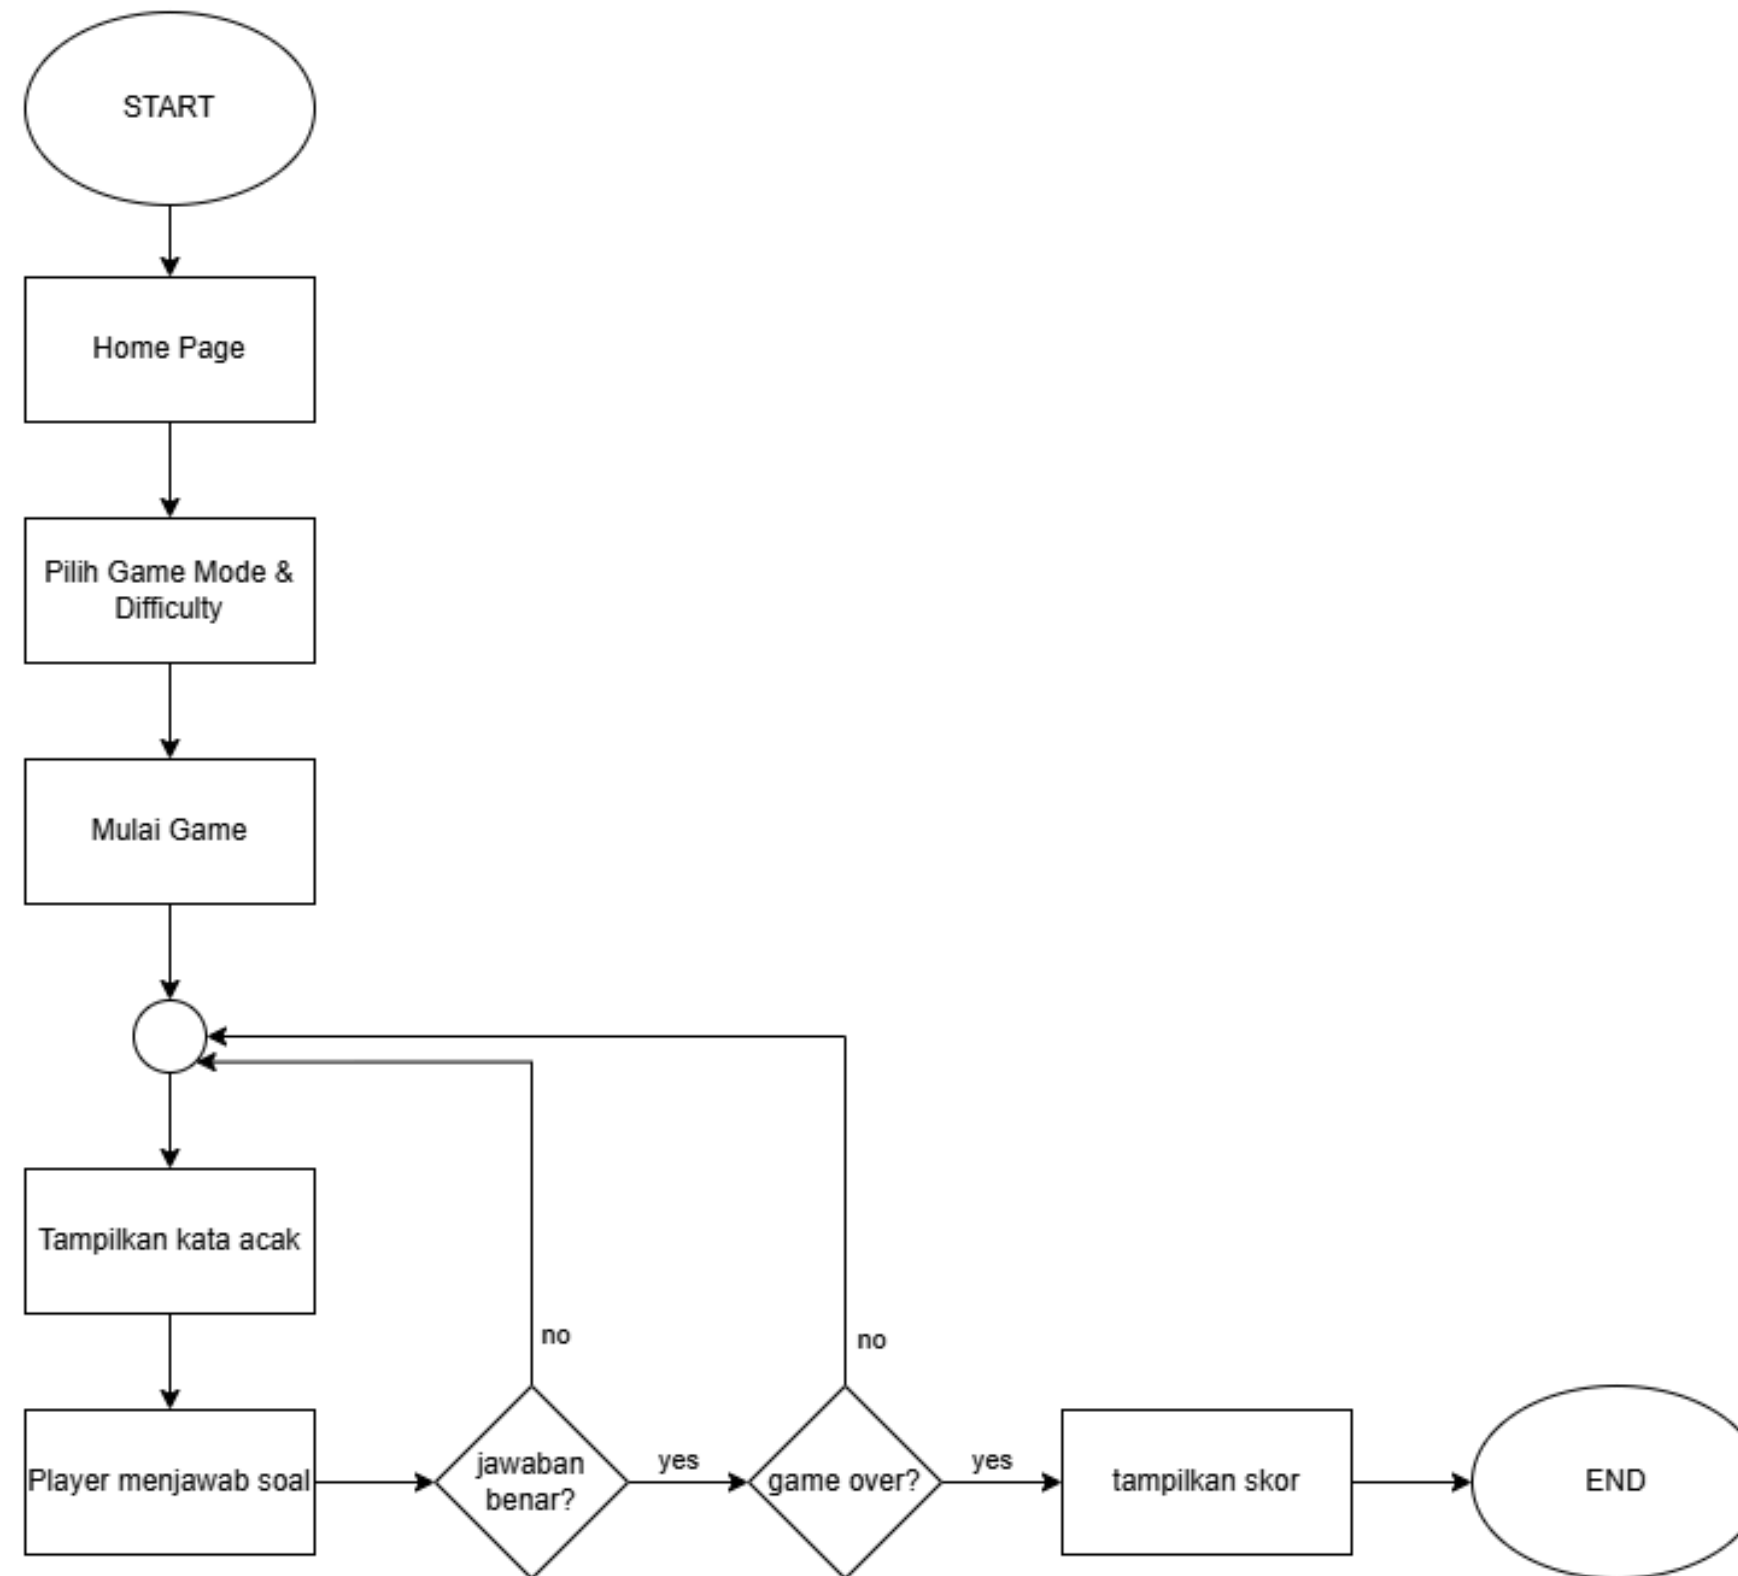 START
Home Page
Pilih Game Mode &
Difficulty
Mulai Game
Tampilkan kata acak
no
no
Player menjawab soal
jawaban
benar?
yes
game over?
yes
tampilkan skor
END